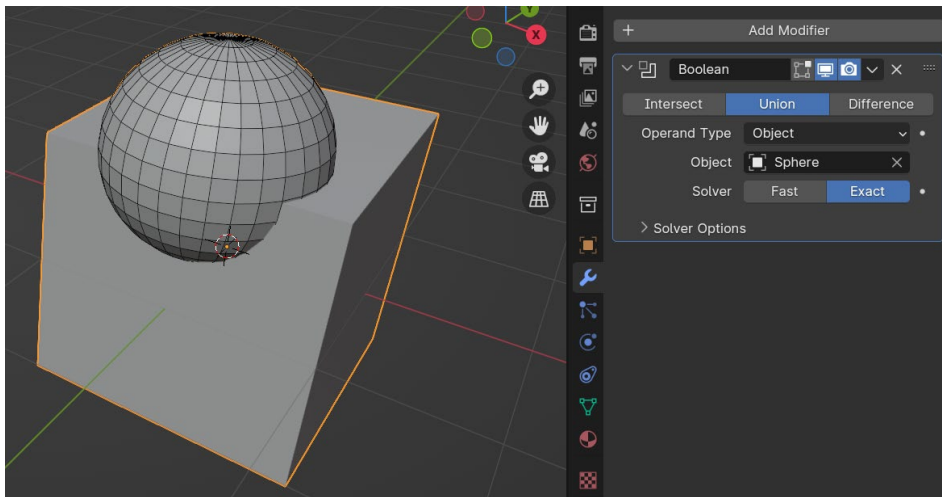 Y
X
+ Add Modifier
Boolean
Intersect Union Difference
Operand Type Object
Object Sphere
Solver Fast Exact
Solver Options